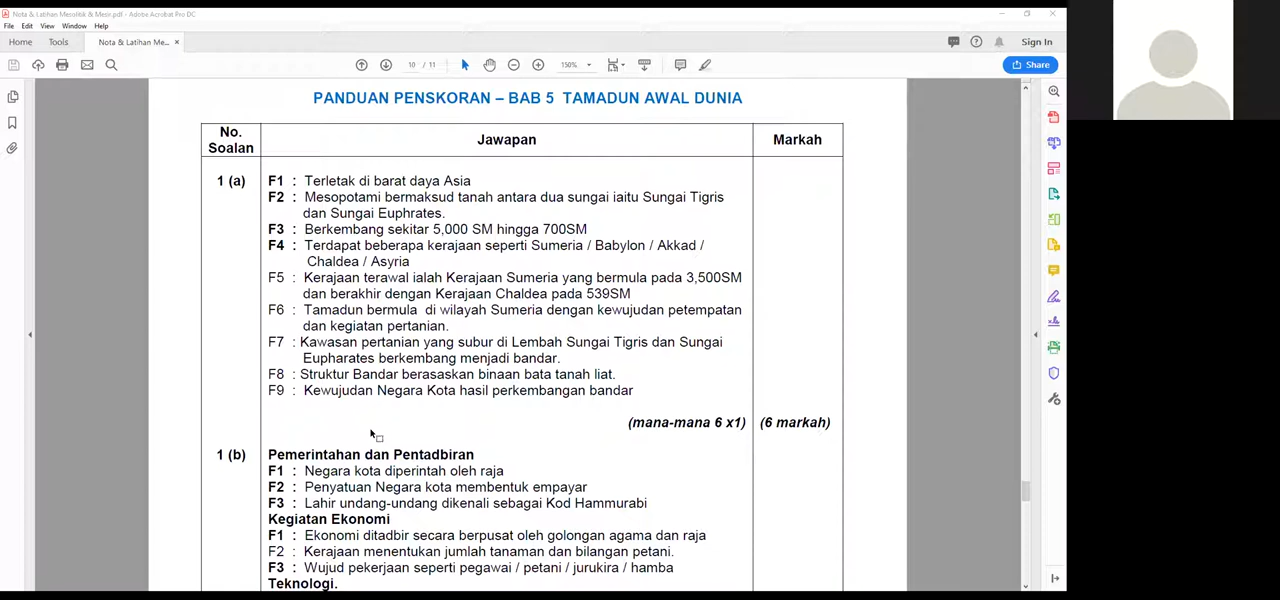 Nota & Latihan Mesolitik & Mesir.pdf - Adobe Acrobat Pro DC
File Edit View Window Help
Home Tools Nota & Latihan Me... × Sign In
10 / 11 150% Share
PANDUAN PENSKORAN – BAB 5 TAMADUN AWAL DUNIA
No. Soalan Jawapan Markah
1 (a) F1 : Terletak di barat daya Asia
F2 : Mesopotami bermaksud tanah antara dua sungai iaitu Sungai Tigris
dan Sungai Euphrates.
F3 : Berkembang sekitar 5,000 SM hingga 700SM
F4 : Terdapat beberapa kerajaan seperti Sumeria / Babylon / Akkad /
Chaldea / Asyria
F5 : Kerajaan terawal ialah Kerajaan Sumeria yang bermula pada 3,500SM
dan berakhir dengan Kerajaan Chaldea pada 539SM
F6 : Tamadun bermula di wilayah Sumeria dengan kewujudan petempatan
dan kegiatan pertanian.
F7 : Kawasan pertanian yang subur di Lembah Sungai Tigris dan Sungai
Eupharates berkembang menjadi bandar.
F8 : Struktur Bandar berasaskan binaan bata tanah liat.
F9 : Kewujudan Negara Kota hasil perkembangan bandar
(mana-mana 6 x1) (6 markah)
1 (b) Pemerintahan dan Pentadbiran
F1 : Negara kota diperintah oleh raja
F2 : Penyatuan Negara kota membentuk empayar
F3 : Lahir undang-undang dikenali sebagai Kod Hammurabi
Kegiatan Ekonomi
F1 : Ekonomi ditadbir secara berpusat oleh golongan agama dan raja
F2 : Kerajaan menentukan jumlah tanaman dan bilangan petani.
F3 : Wujud pekerjaan seperti pegawai / petani / jurukira / hamba
Teknologi.